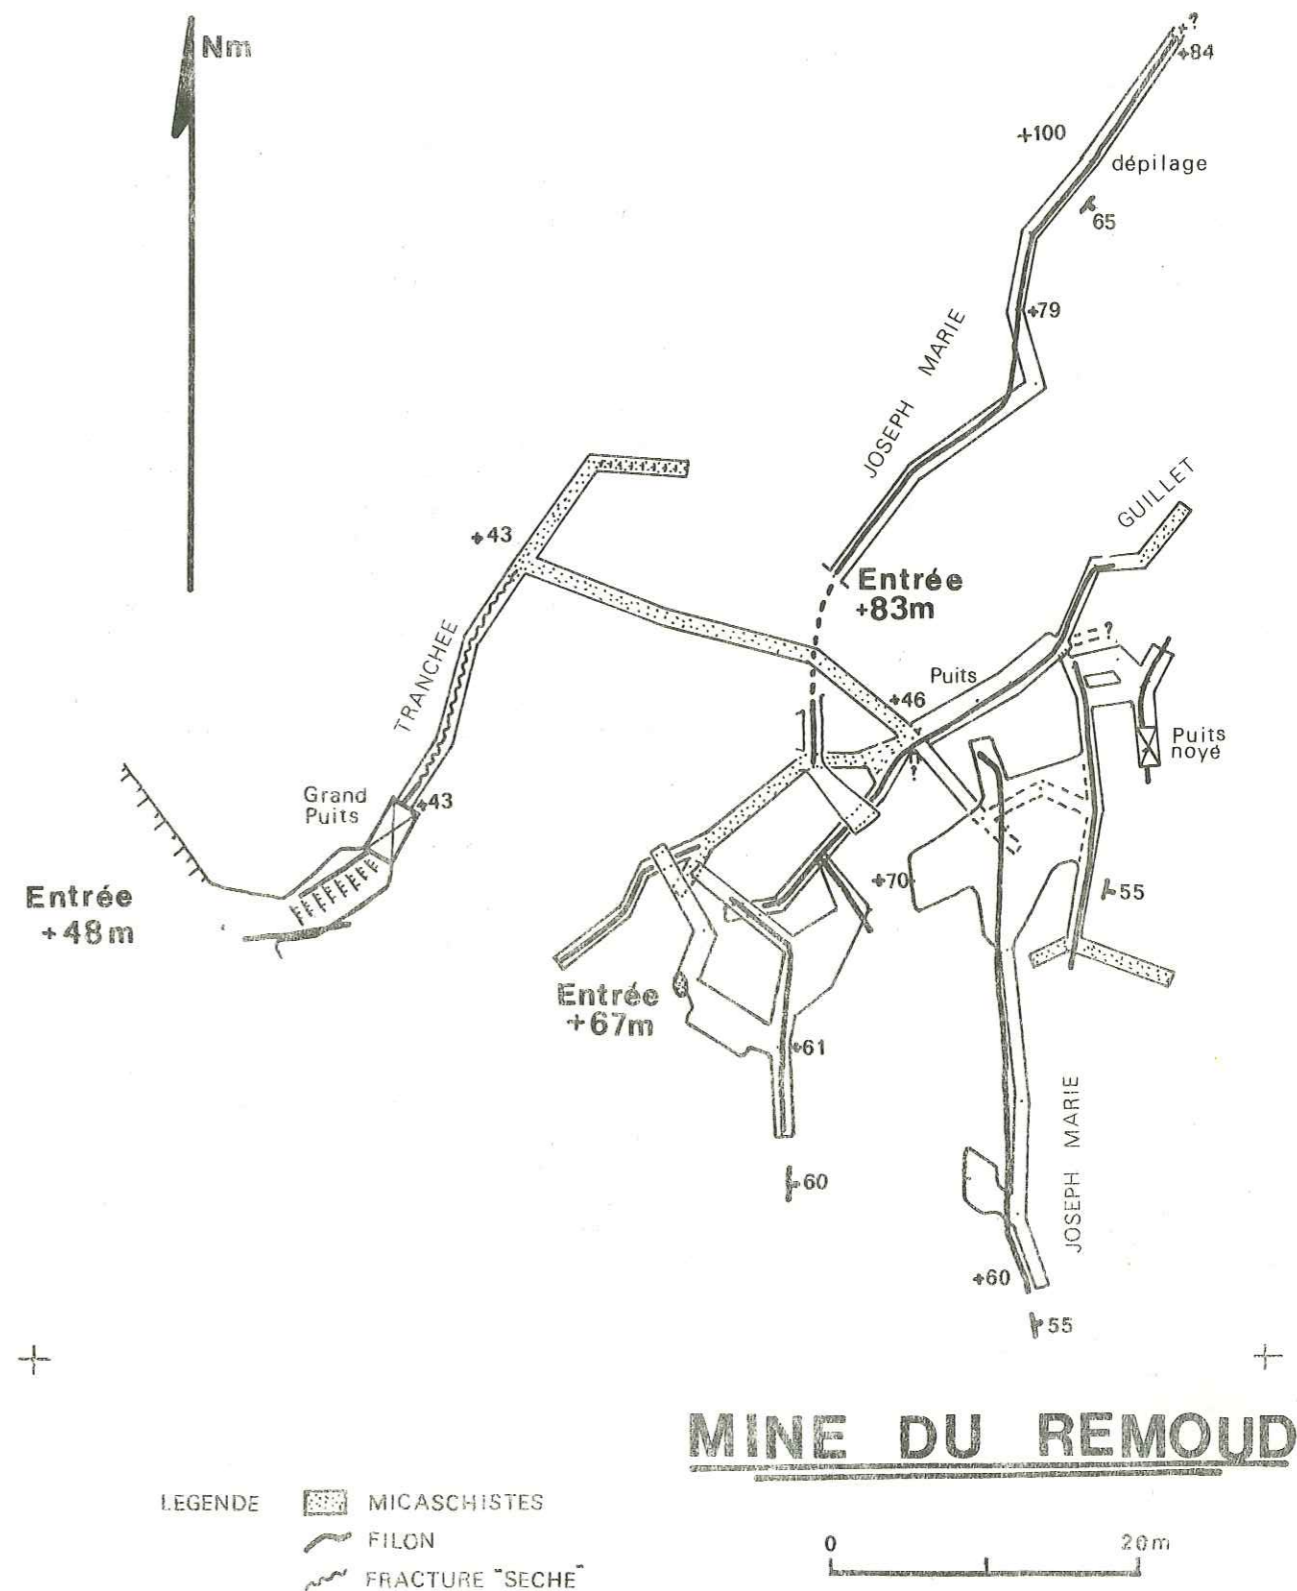 Nm
+?
+84
+100
dépilage
65
+79
JOSEPH MARIE
GUILLET
+43
Entrée
+83m
TRANCHEE
Puits
?
+46
Puits
noyé
?
Grand
Puits
+43
+70
55
Entrée
+48m
Entrée
+67m
+61
60
JOSEPH MARIE
+60
55
MINE DU REMOUD
LEGENDE
MICASCHISTES
FILON
FRACTURE "SECHE"
0 20m